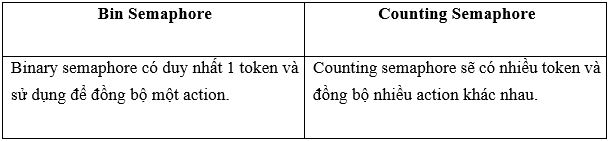 Bin Semaphore
Counting Semaphore
Binary semaphore có duy nhất 1 token và
sử dụng để đồng bộ một action.
Counting semaphore sẽ có nhiều token và
đồng bộ nhiều action khác nhau.